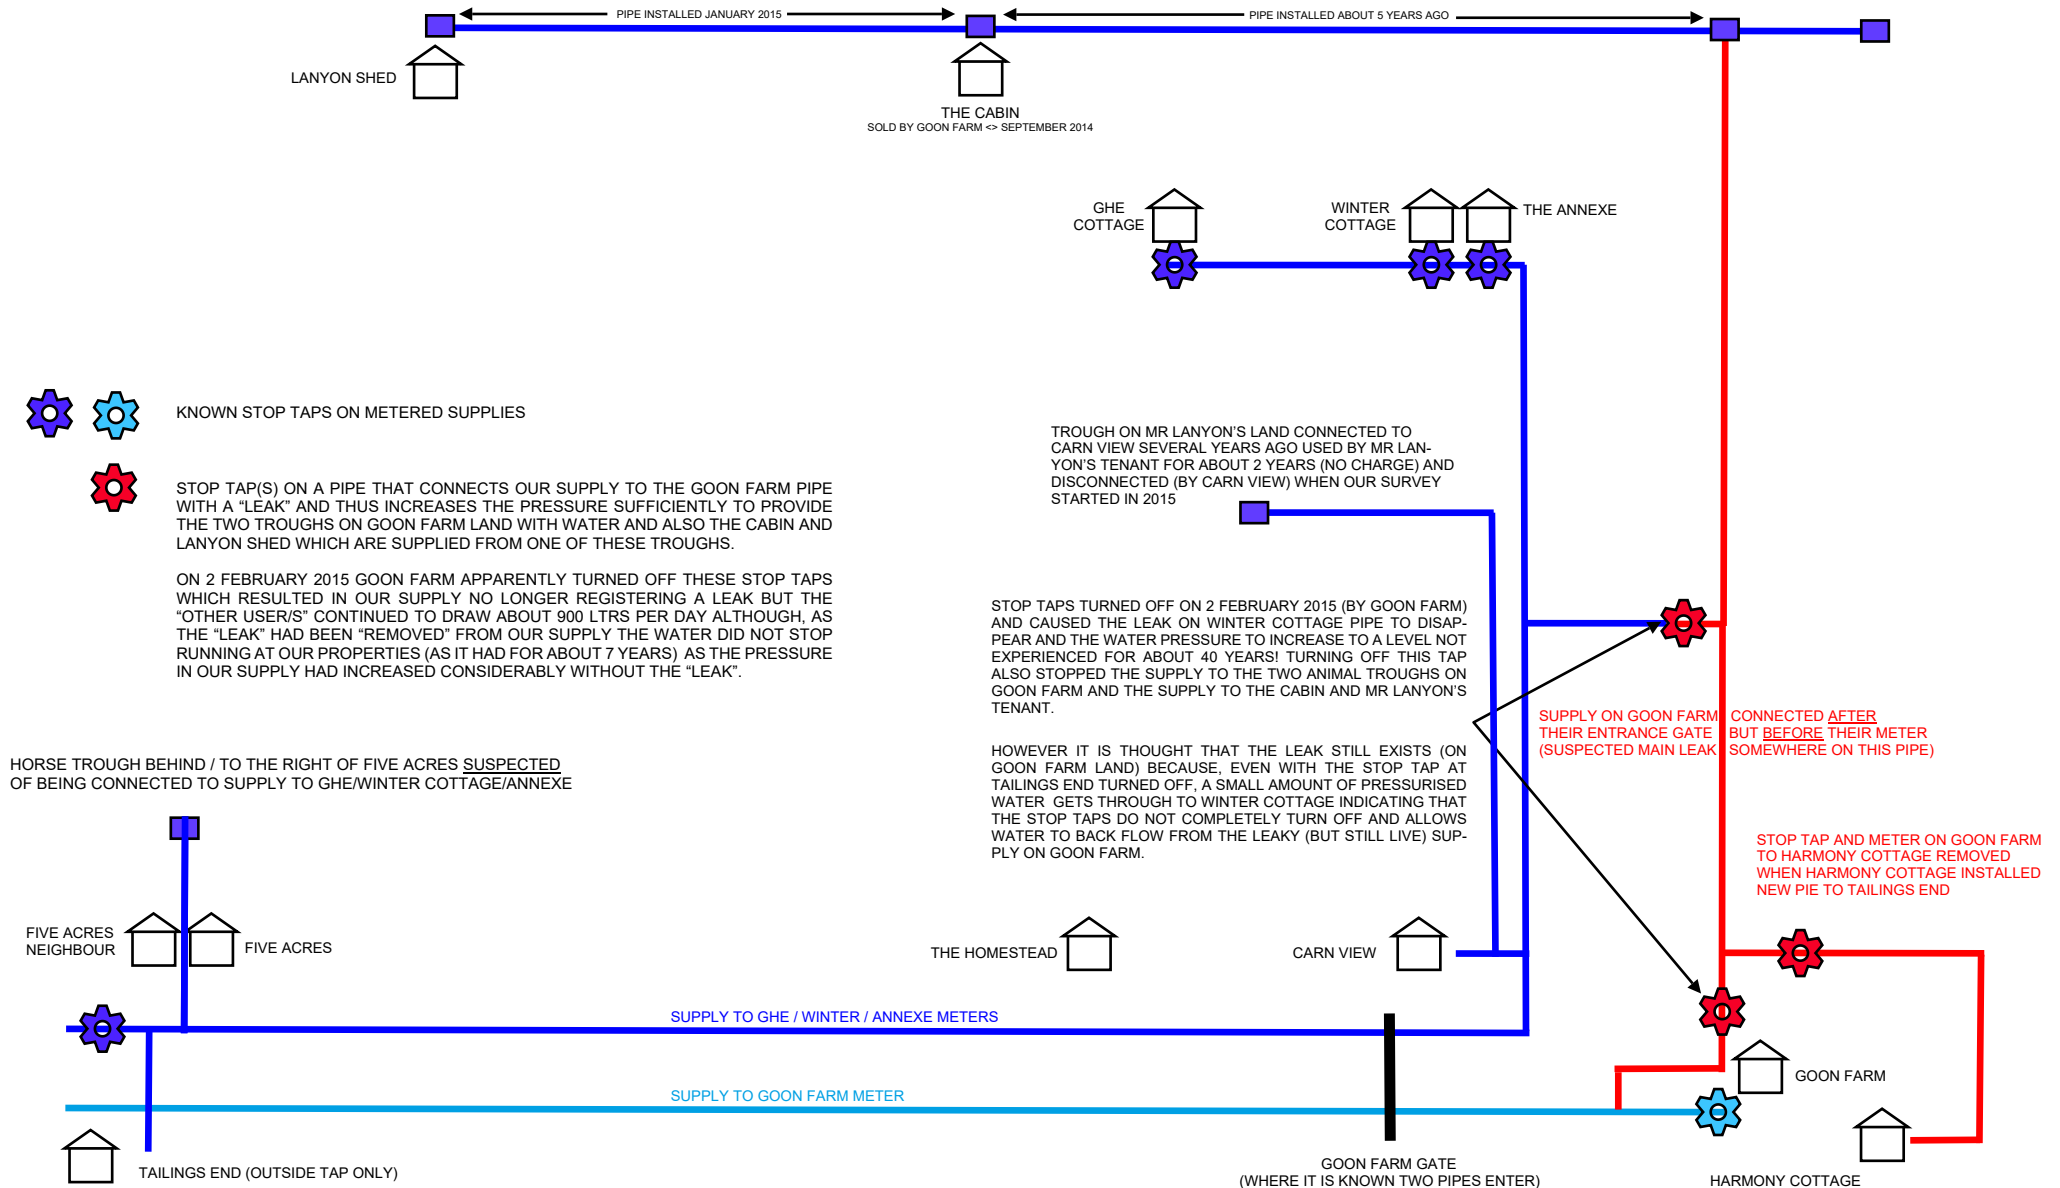 PIPE INSTALLED JANUARY 2015
PIPE INSTALLED ABOUT 5 YEARS AGO
LANYON SHED
THE CABIN
SOLD BY GOON FARM <> SEPTEMBER 2014
GHE
COTTAGE
WINTER
COTTAGE
THE ANNEXE
KNOWN STOP TAPS ON METERED SUPPLIES
STOP TAP(S) ON A PIPE THAT CONNECTS OUR SUPPLY TO THE GOON FARM PIPE
WITH A “LEAK” AND THUS INCREASES THE PRESSURE SUFFICIENTLY TO PROVIDE
THE TWO TROUGHS ON GOON FARM LAND WITH WATER AND ALSO THE CABIN AND
LANYON SHED WHICH ARE SUPPLIED FROM ONE OF THESE TROUGHS.
ON 2 FEBRUARY 2015 GOON FARM APPARENTLY TURNED OFF THESE STOP TAPS
WHICH RESULTED IN OUR SUPPLY NO LONGER REGISTERING A LEAK BUT THE
“OTHER USER/S” CONTINUED TO DRAW ABOUT 900 LTRS PER DAY ALTHOUGH, AS
THE “LEAK” HAD BEEN “REMOVED” FROM OUR SUPPLY THE WATER DID NOT STOP
RUNNING AT OUR PROPERTIES (AS IT HAD FOR ABOUT 7 YEARS) AS THE PRESSURE
IN OUR SUPPLY HAD INCREASED CONSIDERABLY WITHOUT THE “LEAK”.
TROUGH ON MR LANYON’S LAND CONNECTED TO
CARN VIEW SEVERAL YEARS AGO USED BY MR LAN-
YON’S TENANT FOR ABOUT 2 YEARS (NO CHARGE) AND
DISCONNECTED (BY CARN VIEW) WHEN OUR SURVEY
STARTED IN 2015
STOP TAPS TURNED OFF ON 2 FEBRUARY 2015 (BY GOON FARM)
AND CAUSED THE LEAK ON WINTER COTTAGE PIPE TO DISAP-
PEAR AND THE WATER PRESSURE TO INCREASE TO A LEVEL NOT
EXPERIENCED FOR ABOUT 40 YEARS! TURNING OFF THIS TAP
ALSO STOPPED THE SUPPLY TO THE TWO ANIMAL TROUGHS ON
GOON FARM AND THE SUPPLY TO THE CABIN AND MR LANYON’S
TENANT.
HOWEVER IT IS THOUGHT THAT THE LEAK STILL EXISTS (ON
GOON FARM LAND) BECAUSE, EVEN WITH THE STOP TAP AT
TAILINGS END TURNED OFF, A SMALL AMOUNT OF PRESSURISED
WATER GETS THROUGH TO WINTER COTTAGE INDICATING THAT
THE STOP TAPS DO NOT COMPLETELY TURN OFF AND ALLOWS
WATER TO BACK FLOW FROM THE LEAKY (BUT STILL LIVE) SUP-
PLY ON GOON FARM.
SUPPLY ON GOON FARM CONNECTED AFTER
THEIR ENTRANCE GATE BUT BEFORE THEIR METER
(SUSPECTED MAIN LEAK SOMEWHERE ON THIS PIPE)
HORSE TROUGH BEHIND / TO THE RIGHT OF FIVE ACRES SUSPECTED
OF BEING CONNECTED TO SUPPLY TO GHE/WINTER COTTAGE/ANNEXE
STOP TAP AND METER ON GOON FARM
TO HARMONY COTTAGE REMOVED
WHEN HARMONY COTTAGE INSTALLED
NEW PIE TO TAILINGS END
FIVE ACRES
NEIGHBOUR
FIVE ACRES
THE HOMESTEAD
CARN VIEW
SUPPLY TO GHE / WINTER / ANNEXE METERS
SUPPLY TO GOON FARM METER
GOON FARM
TAILINGS END (OUTSIDE TAP ONLY)
GOON FARM GATE
(WHERE IT IS KNOWN TWO PIPES ENTER)
HARMONY COTTAGE